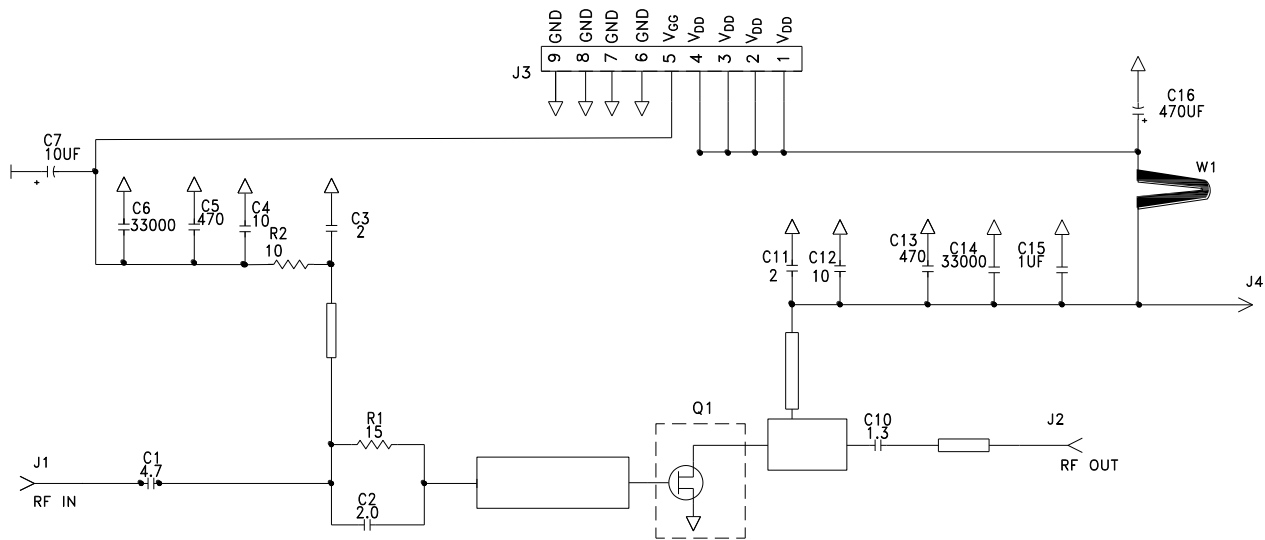 GND GND GND GND VGG VDD VDD VDD VDD
9 8 7 6 5 4 3 2 1
J3
C7
10UF
C16
470UF
W1
C6
33000
C5
470
C4
10
R2
10
C3
2
C11
2
C12
10
C13
470
C14
33000
C15
1UF
J4
R1
15
Q1
C10
1.3
J2
RF OUT
J1
RF IN
C1
4.7
C2
2.0